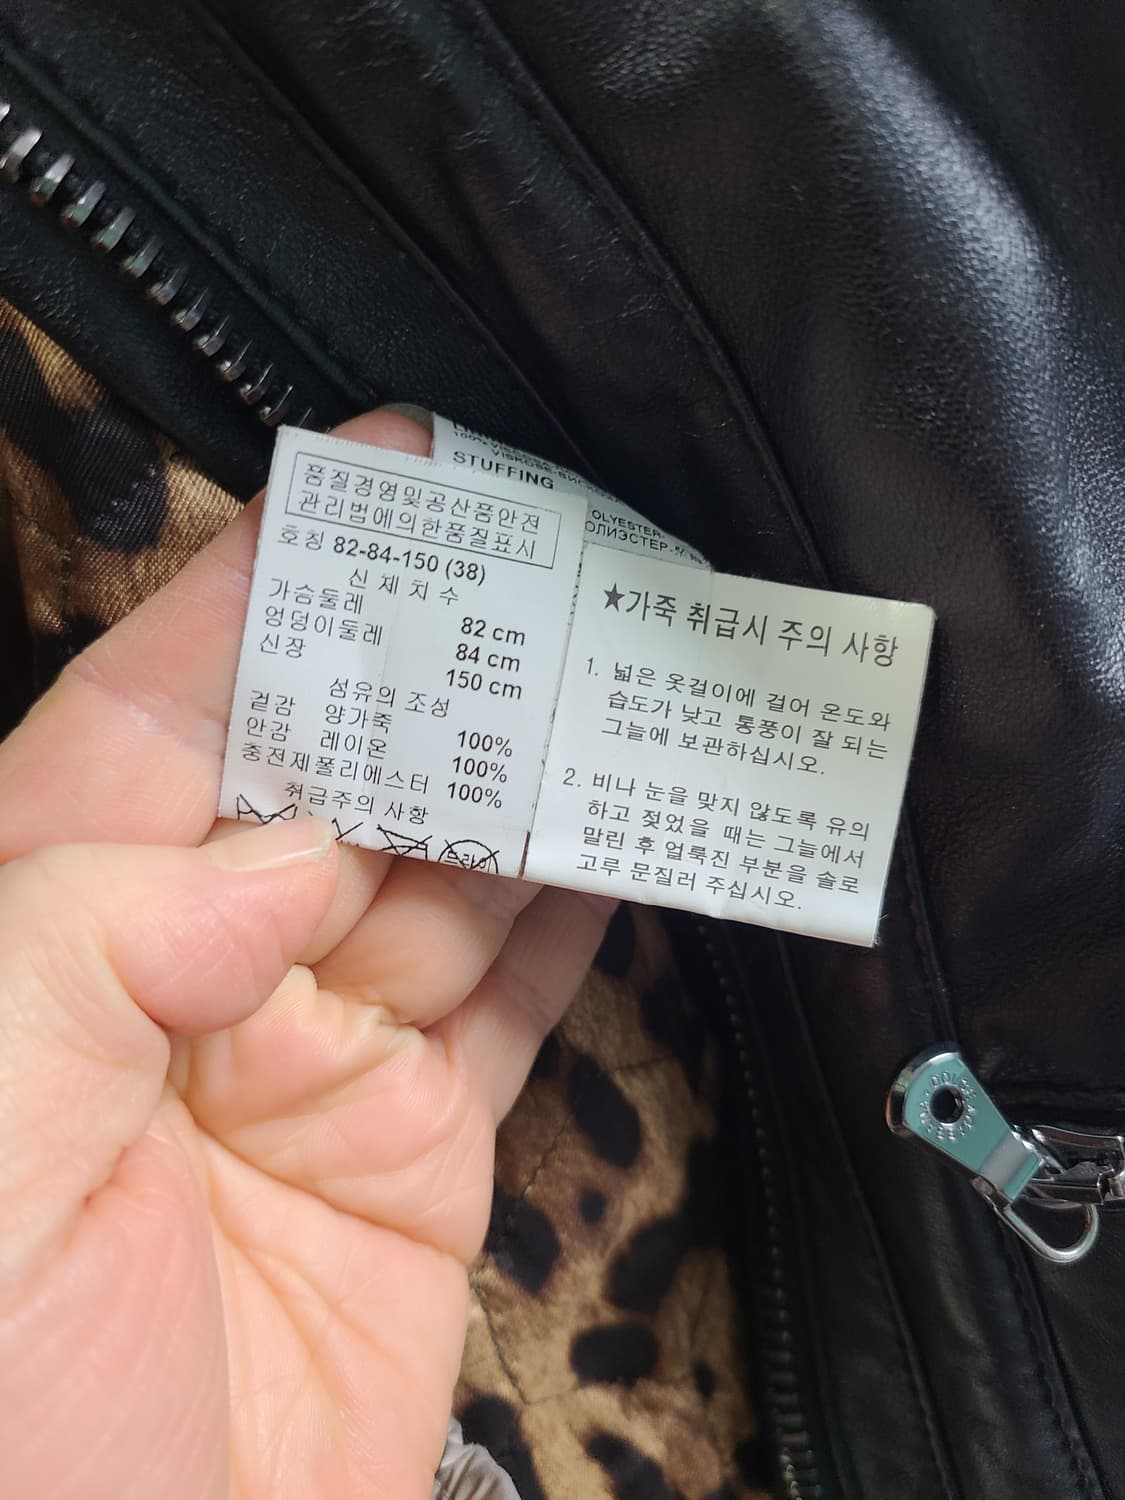 STUFFING
OLYESTER-
ОЛИЭСТЕР-
품질경영및공산품안전
관리법에의한품질표시
호칭 82-84-150 (38)
신체치수
가슴둘레 82 cm
엉덩이둘레 84 cm
신장 150 cm
섬유의 조성
겉감 양가죽 100%
안감 레이온 100%
충전제폴리에스터 100%
취급주의 사항
드라이
★가죽 취급시 주의 사항
1. 넓은 옷걸이에 걸어 온도와
습도가 낮고 통풍이 잘 되는
그늘에 보관하십시오.
2. 비나 눈을 맞지 않도록 유의
하고 젖었을 때는 그늘에서
말린 후 얼룩진 부분을 솔로
고루 문질러 주십시오.